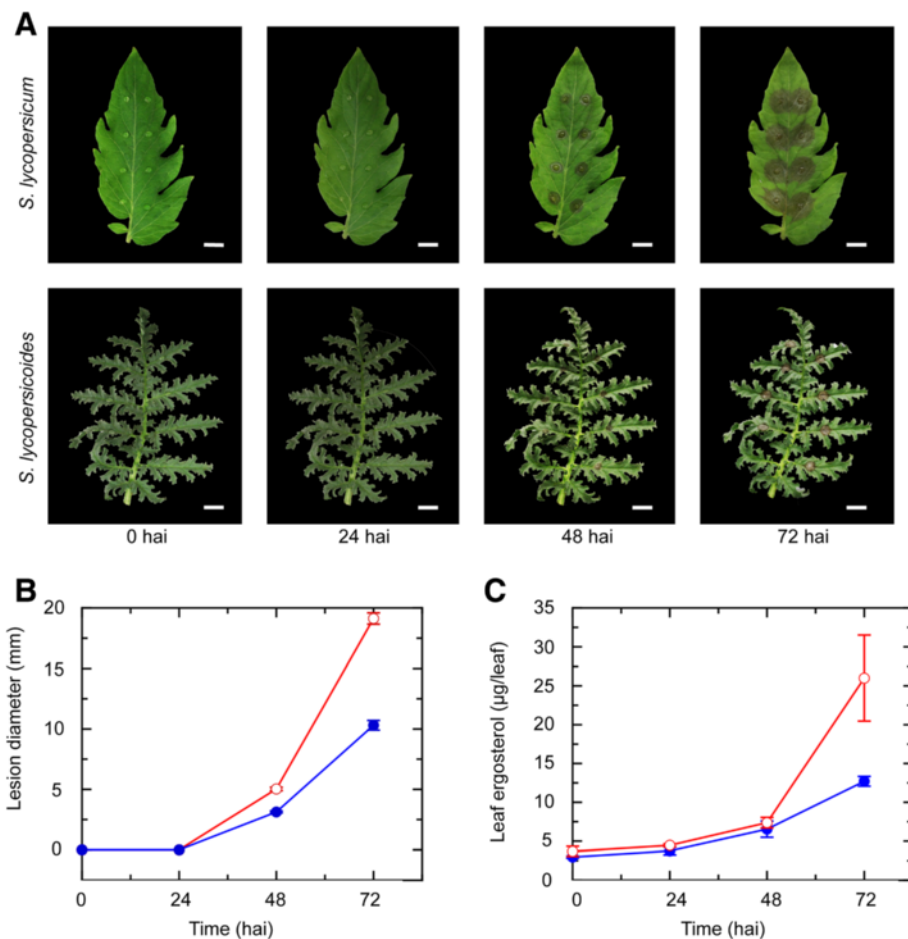 A
S. lycopersicum
S. lycopersicoides
0 hai
24 hai
48 hai
72 hai
B
Lesion diameter (mm)
20
15
10
5
0
0
24
48
72
Time (hai)
C
Leaf ergosterol (µg/leaf)
35
30
25
20
15
10
5
0
0
24
48
72
Time (hai)